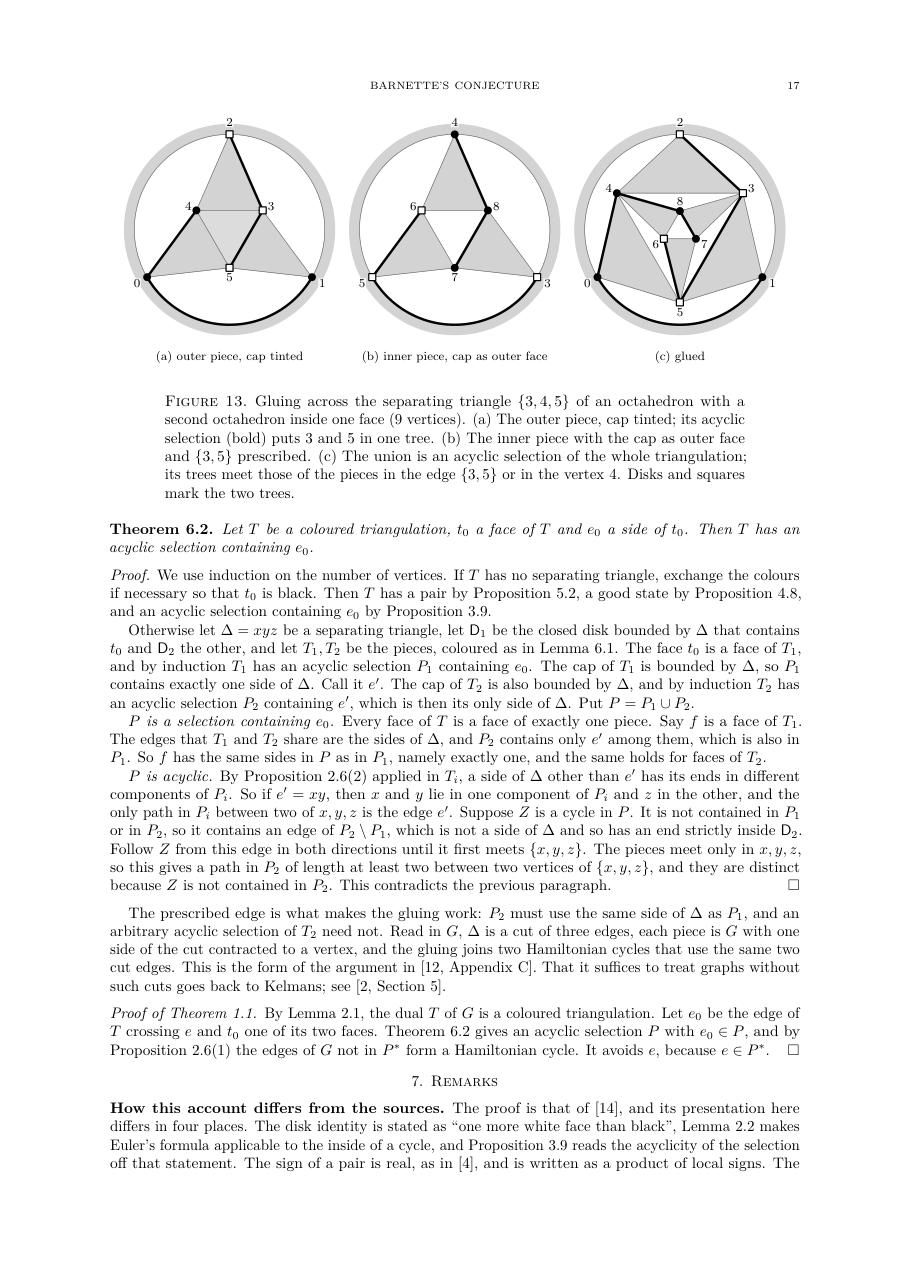 BARNETTE'S CONJECTURE 17
2 4 3 0 5 1
4 6 8 5 7 3
2 4 3 8 6 7 0 5 1
(a) outer piece, cap tinted (b) inner piece, cap as outer face (c) glued
Figure 13. Gluing across the separating triangle {3, 4, 5} of an octahedron with a
second octahedron inside one face (9 vertices). (a) The outer piece, cap tinted; its acyclic
selection (bold) puts 3 and 5 in one tree. (b) The inner piece with the cap as outer face
and {3, 5} prescribed. (c) The union is an acyclic selection of the whole triangulation;
its trees meet those of the pieces in the edge {3, 5} or in the vertex 4. Disks and squares
mark the two trees.
Theorem 6.2. Let T be a coloured triangulation, t₀ a face of T and e₀ a side of t₀. Then T has an
acyclic selection containing e₀.
Proof. We use induction on the number of vertices. If T has no separating triangle, exchange the colours
if necessary so that t₀ is black. Then T has a pair by Proposition 5.2, a good state by Proposition 4.8,
and an acyclic selection containing e₀ by Proposition 3.9.
Otherwise let Δ = xyz be a separating triangle, let D₁ be the closed disk bounded by Δ that contains
t₀ and D₂ the other, and let T₁, T₂ be the pieces, coloured as in Lemma 6.1. The face t₀ is a face of T₁,
and by induction T₁ has an acyclic selection P₁ containing e₀. The cap of T₁ is bounded by Δ, so P₁
contains exactly one side of Δ. Call it e′. The cap of T₂ is also bounded by Δ, and by induction T₂ has
an acyclic selection P₂ containing e′, which is then its only side of Δ. Put P = P₁ ∪ P₂.
P is a selection containing e₀. Every face of T is a face of exactly one piece. Say f is a face of T₁.
The edges that T₁ and T₂ share are the sides of Δ, and P₂ contains only e′ among them, which is also in
P₁. So f has the same sides in P as in P₁, namely exactly one, and the same holds for faces of T₂.
P is acyclic. By Proposition 2.6(2) applied in Tᵢ, a side of Δ other than e′ has its ends in different
components of Pᵢ. So if e′ = xy, then x and y lie in one component of Pᵢ and z in the other, and the
only path in Pᵢ between two of x, y, z is the edge e′. Suppose Z is a cycle in P. It is not contained in P₁
or in P₂, so it contains an edge of P₂ \ P₁, which is not a side of Δ and so has an end strictly inside D₂.
Follow Z from this edge in both directions until it first meets {x, y, z}. The pieces meet only in x, y, z,
so this gives a path in P₂ of length at least two between two vertices of {x, y, z}, and they are distinct
because Z is not contained in P₂. This contradicts the previous paragraph. □
The prescribed edge is what makes the gluing work: P₂ must use the same side of Δ as P₁, and an
arbitrary acyclic selection of T₂ need not. Read in G, Δ is a cut of three edges, each piece is G with one
side of the cut contracted to a vertex, and the gluing joins two Hamiltonian cycles that use the same two
cut edges. This is the form of the argument in [12, Appendix C]. That it suffices to treat graphs without
such cuts goes back to Kelmans; see [2, Section 5].
Proof of Theorem 1.1. By Lemma 2.1, the dual T of G is a coloured triangulation. Let e₀ be the edge of
T crossing e and t₀ one of its two faces. Theorem 6.2 gives an acyclic selection P with e₀ ∈ P, and by
Proposition 2.6(1) the edges of G not in P* form a Hamiltonian cycle. It avoids e, because e ∈ P*. □
7. Remarks
How this account differs from the sources. The proof is that of [14], and its presentation here
differs in four places. The disk identity is stated as “one more white face than black”, Lemma 2.2 makes
Euler's formula applicable to the inside of a cycle, and Proposition 3.9 reads the acyclicity of the selection
off that statement. The sign of a pair is real, as in [4], and is written as a product of local signs. The